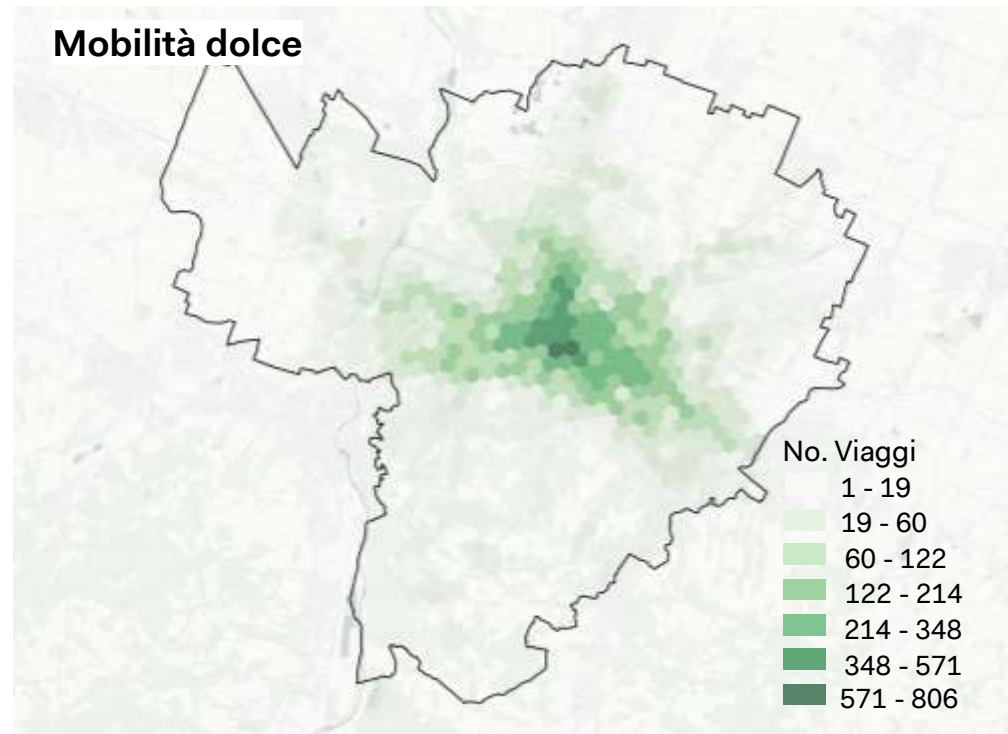 Mobilità dolce
No. Viaggi
1 - 19
19 - 60
60 - 122
122 - 214
214 - 348
348 - 571
571 - 806